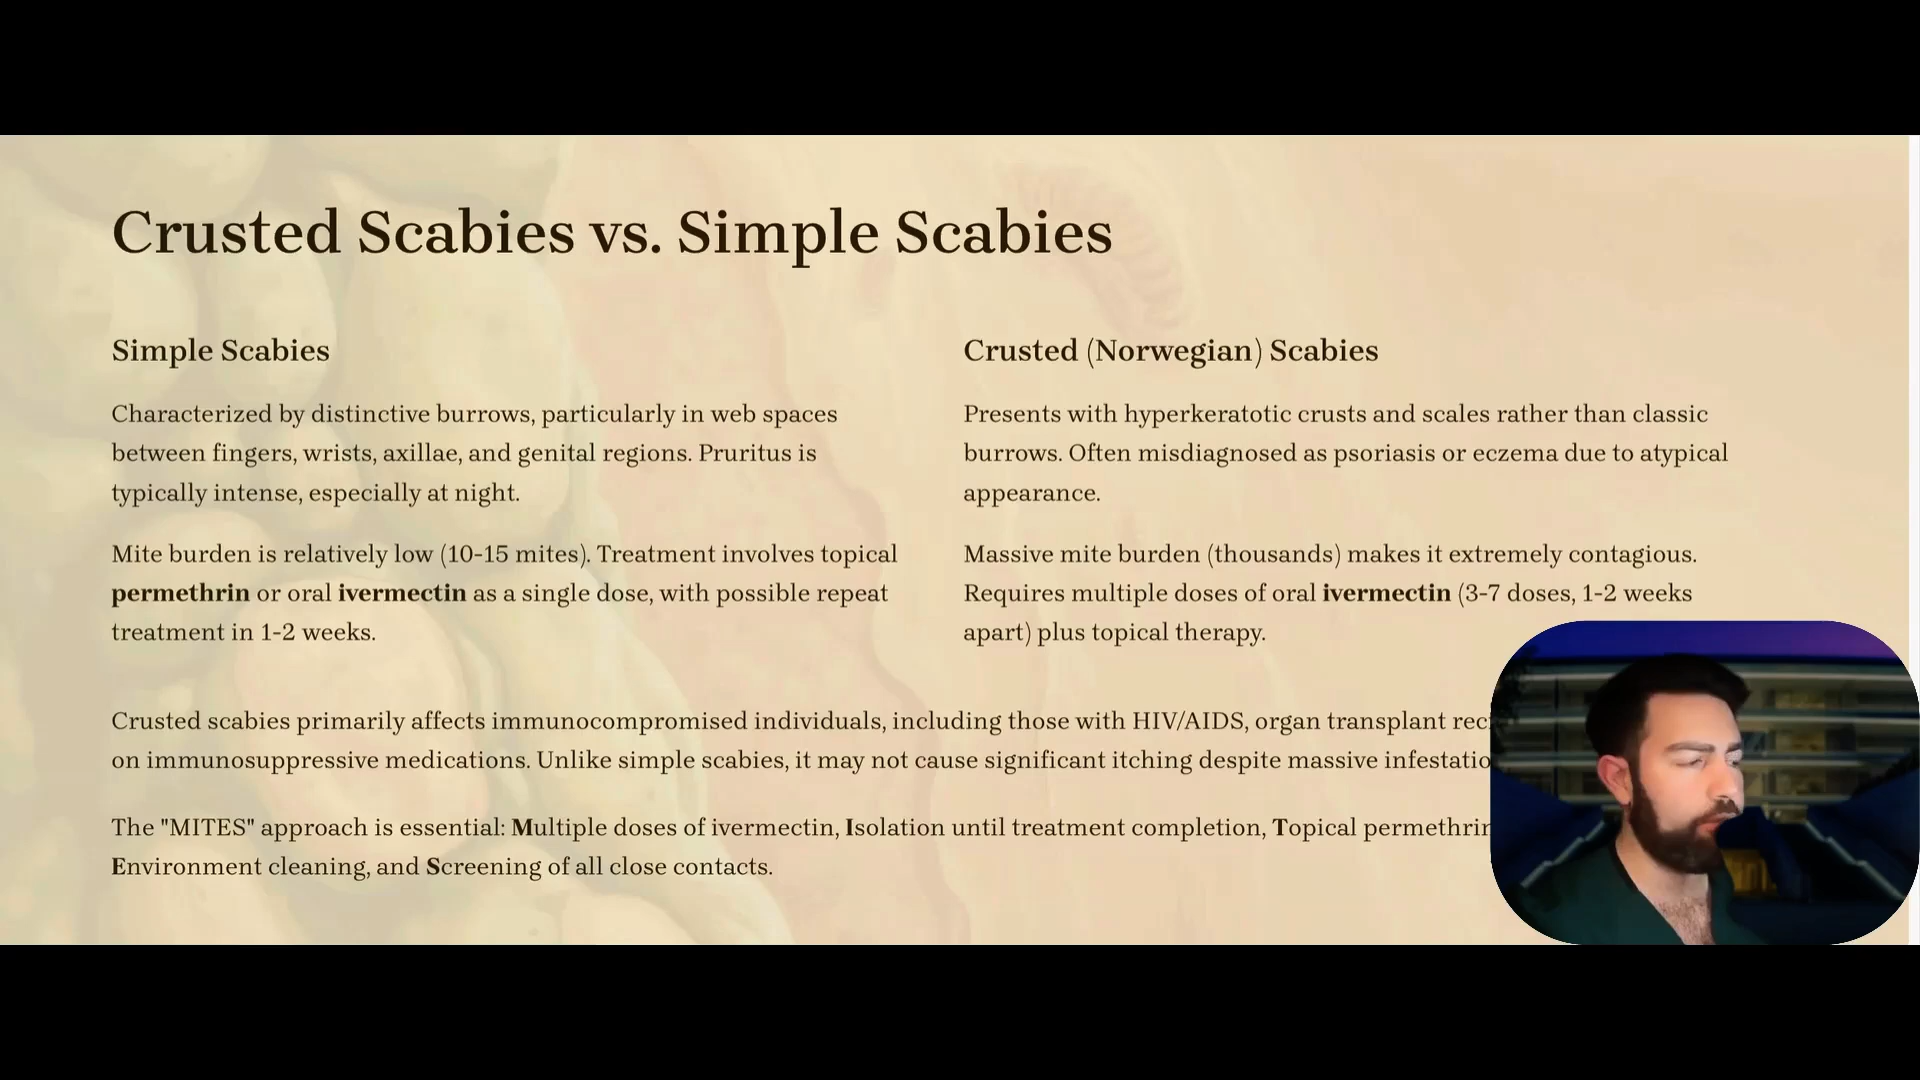 Crusted Scabies vs. Simple Scabies
Simple Scabies
Characterized by distinctive burrows, particularly in web spaces
between fingers, wrists, axillae, and genital regions. Pruritus is
typically intense, especially at night.
Mite burden is relatively low (10-15 mites). Treatment involves topical
permethrin or oral ivermectin as a single dose, with possible repeat
treatment in 1-2 weeks.
Crusted (Norwegian) Scabies
Presents with hyperkeratotic crusts and scales rather than classic
burrows. Often misdiagnosed as psoriasis or eczema due to atypical
appearance.
Massive mite burden (thousands) makes it extremely contagious.
Requires multiple doses of oral ivermectin (3-7 doses, 1-2 weeks
apart) plus topical therapy.
Crusted scabies primarily affects immunocompromised individuals, including those with HIV/AIDS, organ transplant
on immunosuppressive medications. Unlike simple scabies, it may not cause significant itching despite massive
The "MITES" approach is essential: Multiple doses of ivermectin, Isolation until treatment completion, Topical permethrin
Environment cleaning, and Screening of all close contacts.